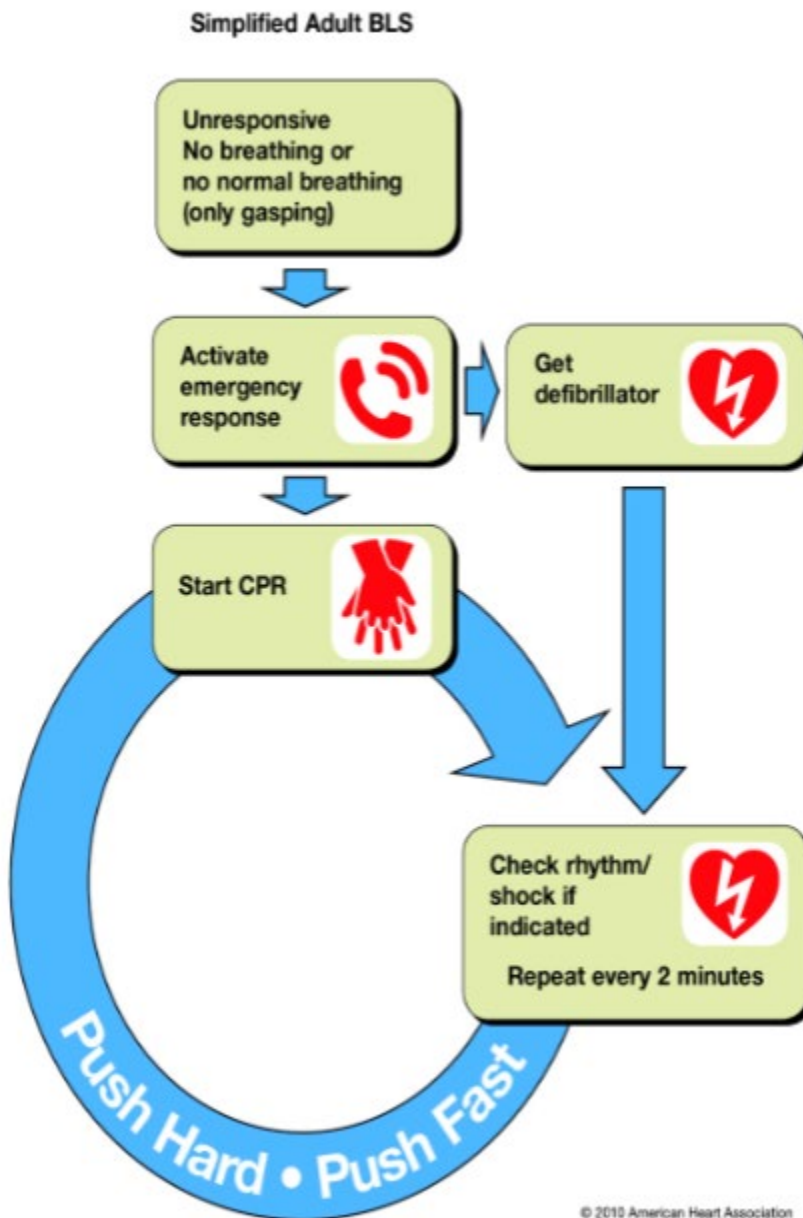 Simplified Adult BLS
Unresponsive
No breathing or
no normal breathing
(only gasping)
Activate
emergency
response
Get
defibrillator
Start CPR
Check rhythm/
shock if
indicated
Repeat every 2 minutes
Push Hard • Push Fast
© 2010 American Heart Association